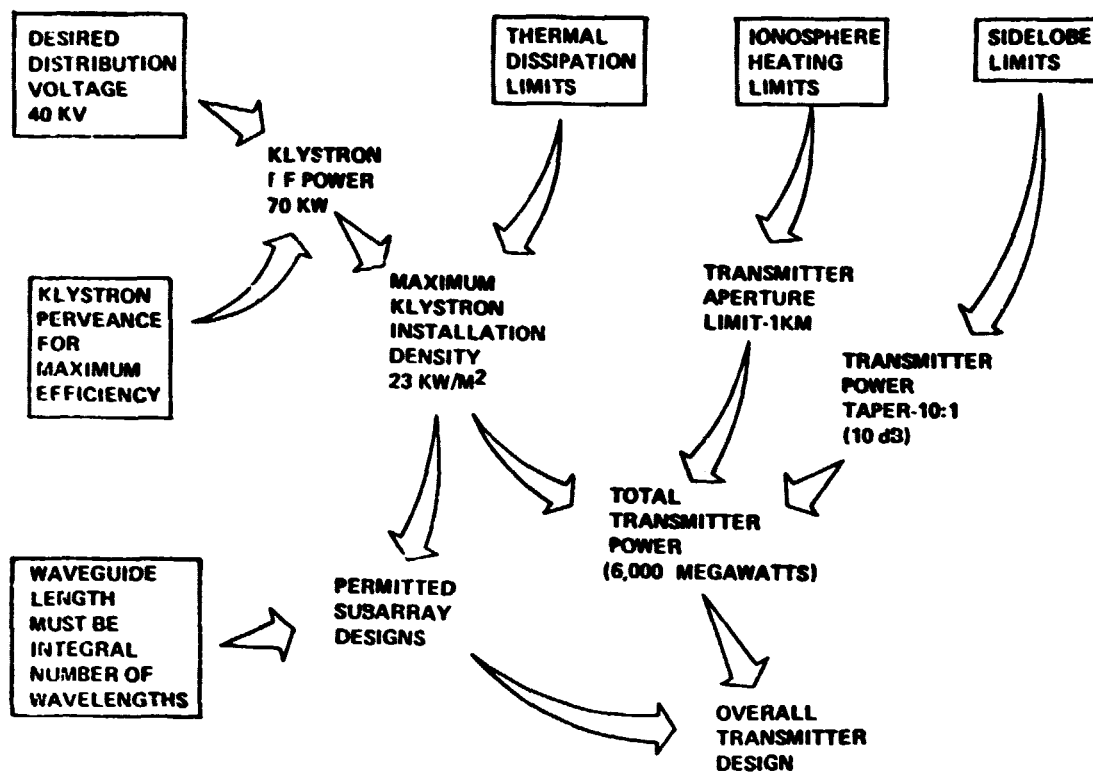 DESIRED
DISTRIBUTION
VOLTAGE
40 KV
THERMAL
DISSIPATION
LIMITS
IONOSPHERE
HEATING
LIMITS
SIDELOBE
LIMITS
KLYSTRON
F POWER
70 KW
KLYSTRON
PERVEANCE
FOR
MAXIMUM
EFFICIENCY
MAXIMUM
KLYSTRON
INSTALLATION
DENSITY
23 KW/M²
TRANSMITTER
APERTURE
LIMIT-1KM
TRANSMITTER
POWER
TAPER-10:1
(10 dB)
TOTAL
TRANSMITTER
POWER
(6,000 MEGAWATTS)
WAVEGUIDE
LENGTH
MUST BE
INTEGRAL
NUMBER OF
WAVELENGTHS
PERMITTED
SUBARRAY
DESIGNS
OVERALL
TRANSMITTER
DESIGN